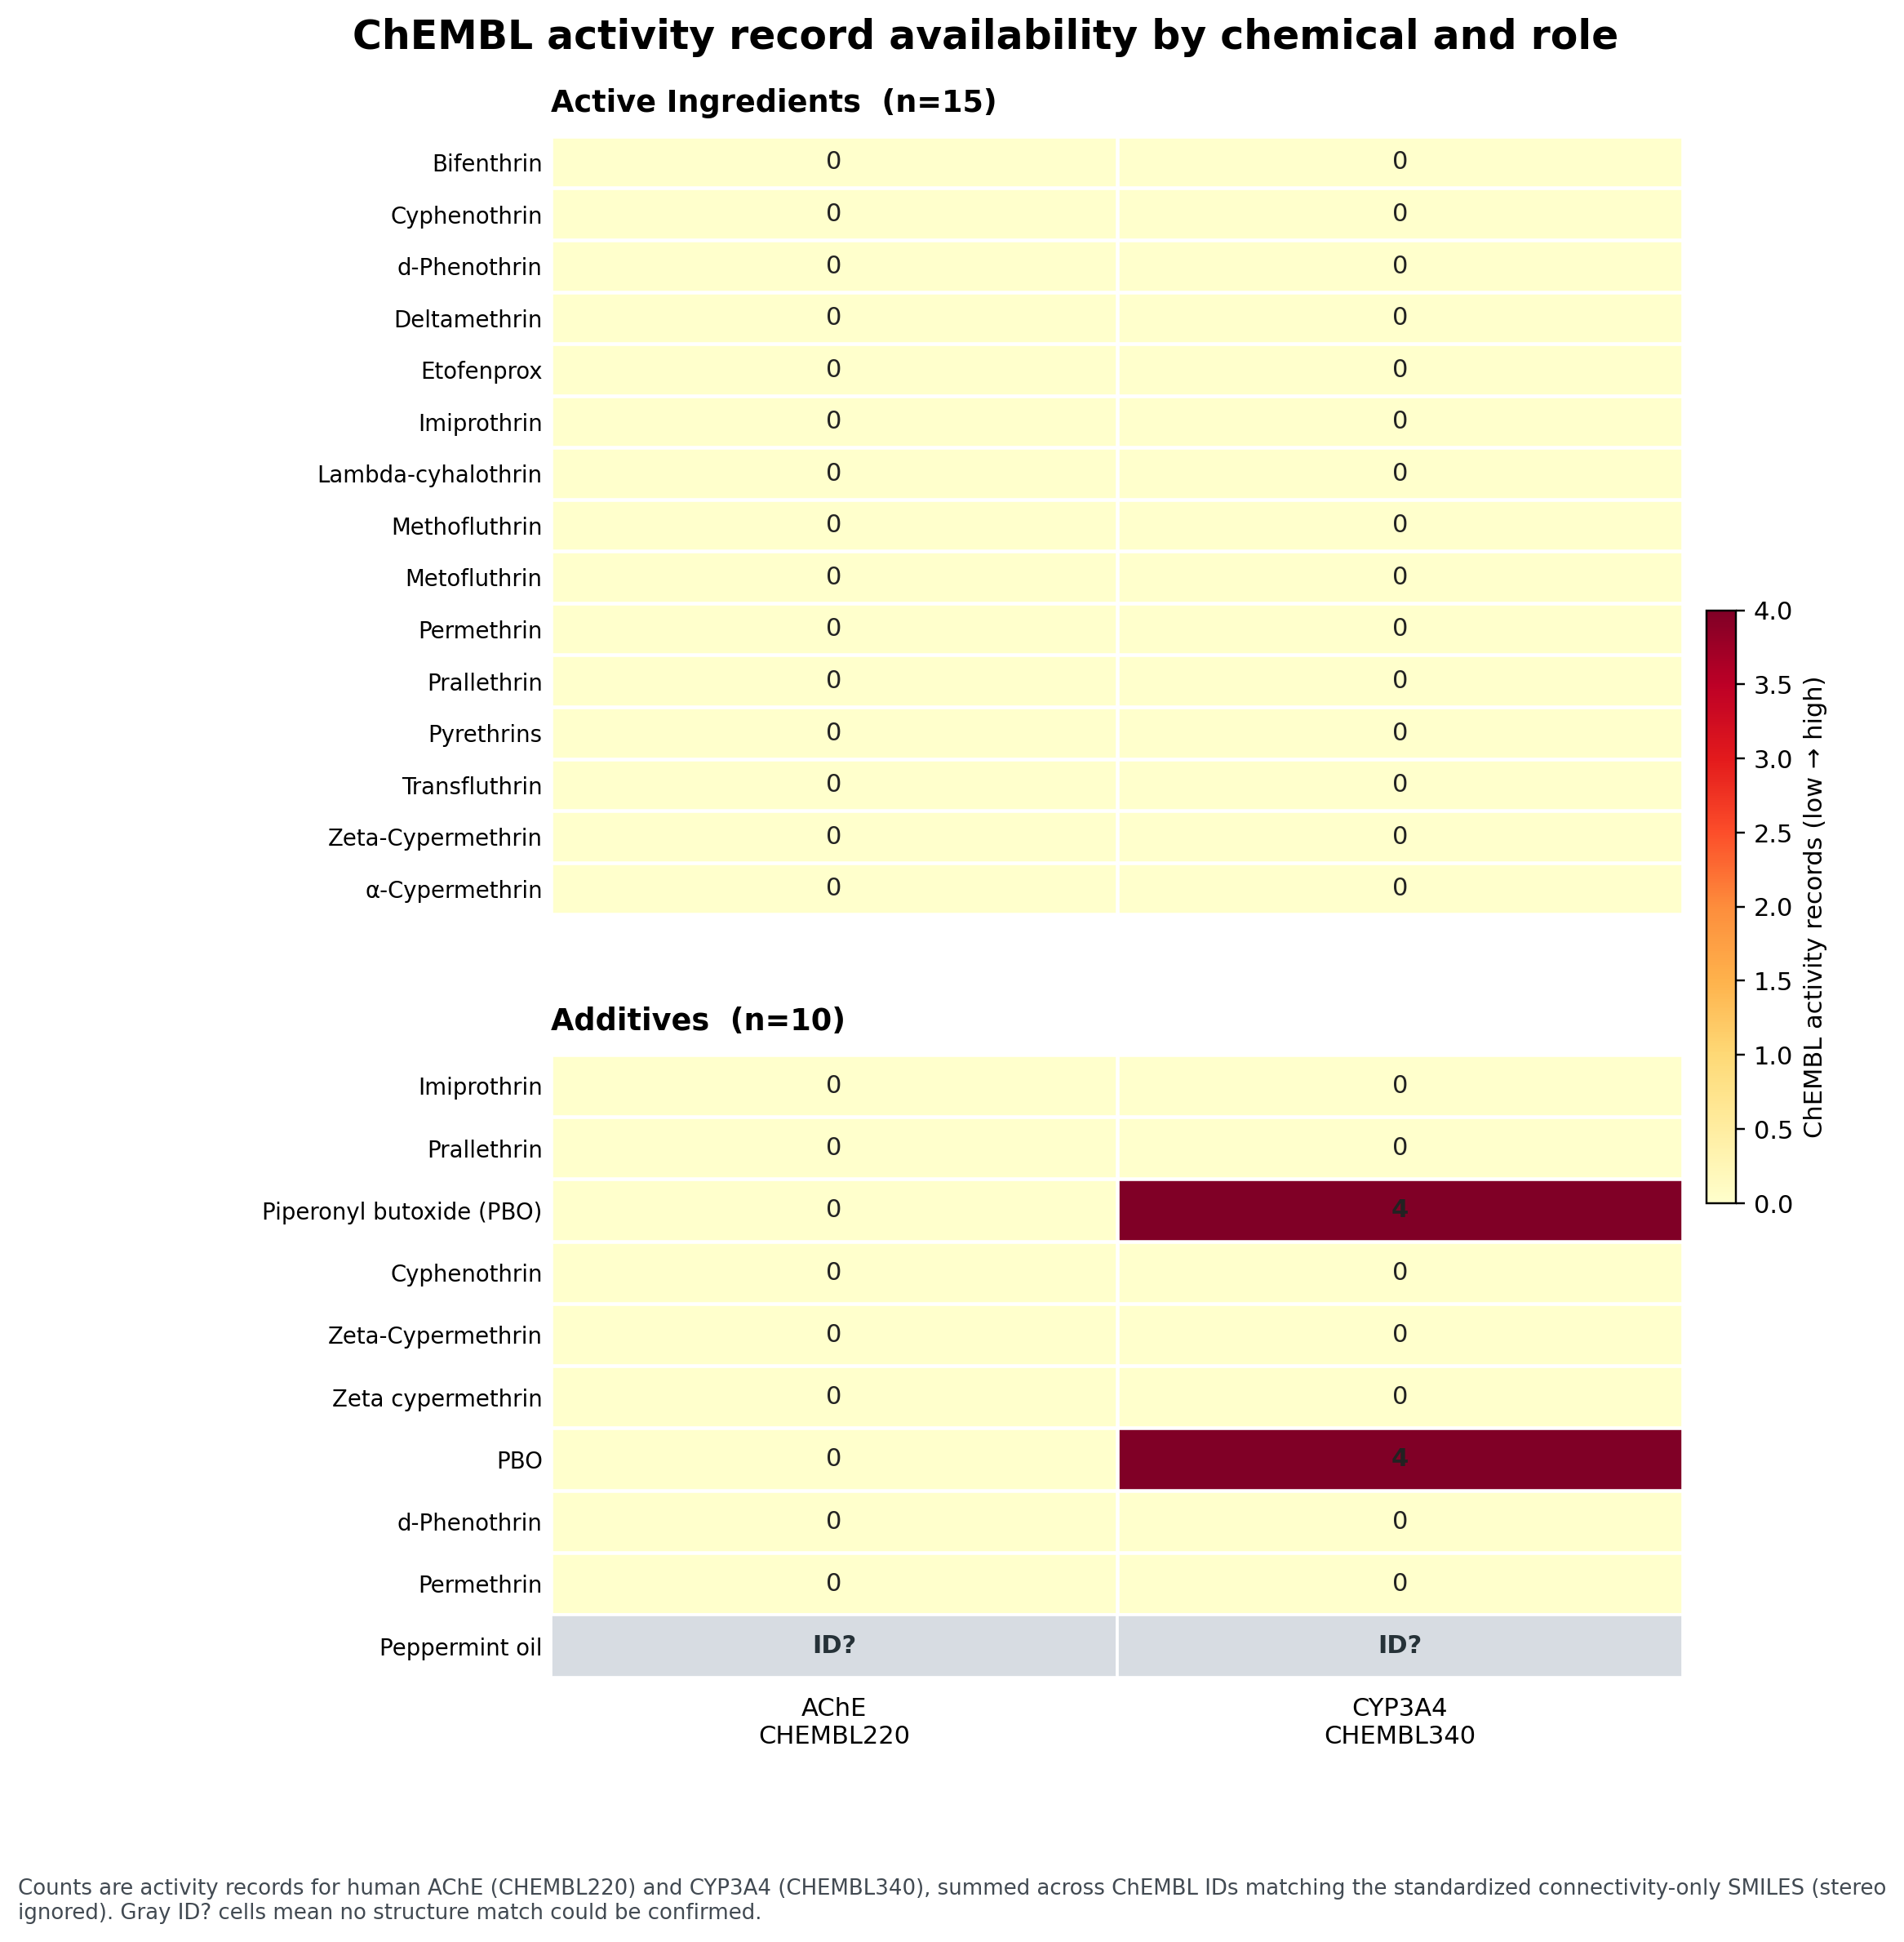 ChEMBL activity record availability by chemical and role
Active Ingredients (n=15)
Bifenthrin 0 0
Cyphenothrin 0 0
d-Phenothrin 0 0
Deltamethrin 0 0
Etofenprox 0 0
Imiprothrin 0 0
Lambda-cyhalothrin 0 0
Methofluthrin 0 0
Metofluthrin 0 0
Permethrin 0 0
Prallethrin 0 0
Pyrethrins 0 0
Transfluthrin 0 0
Zeta-Cypermethrin 0 0
α-Cypermethrin 0 0
Additives (n=10)
Imiprothrin 0 0
Prallethrin 0 0
Piperonyl butoxide (PBO) 0 4
Cyphenothrin 0 0
Zeta-Cypermethrin 0 0
Zeta cypermethrin 0 0
PBO 0 4
d-Phenothrin 0 0
Permethrin 0 0
Peppermint oil ID? ID?
AChE CYP3A4
CHEMBL220 CHEMBL340
4.0
3.5
3.0
2.5
2.0
1.5
1.0
0.5
0.0
ChEMBL activity records (low → high)
Counts are activity records for human AChE (CHEMBL220) and CYP3A4 (CHEMBL340), summed across ChEMBL IDs matching the standardized connectivity-only SMILES (stereo
ignored). Gray ID? cells mean no structure match could be confirmed.